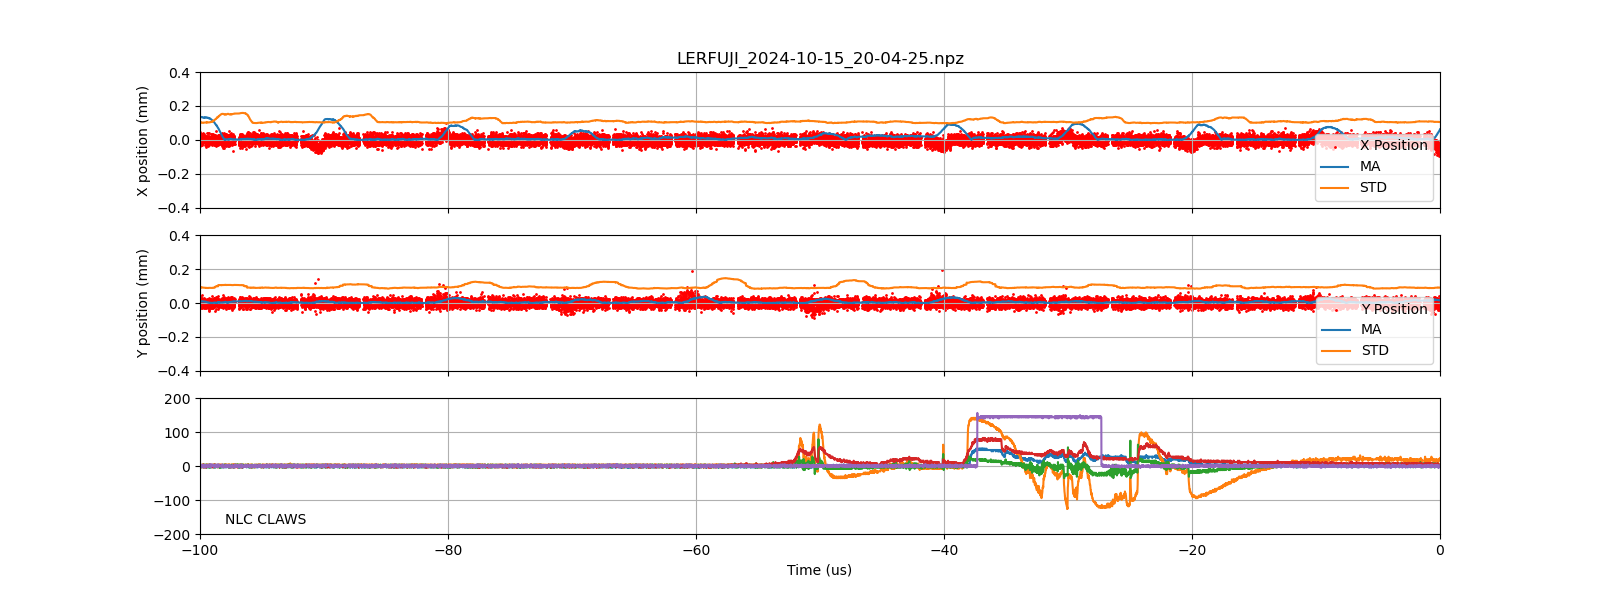 LERFUJI_2024-10-15_20-04-25.npz
X position (mm)
0.4
0.2
0.0
−0.2
−0.4
X Position
MA
STD
Y position (mm)
0.4
0.2
0.0
−0.2
−0.4
Y Position
MA
STD
200
100
0
−100
−200
NLC CLAWS
−100
−80
−60
−40
−20
0
Time (us)